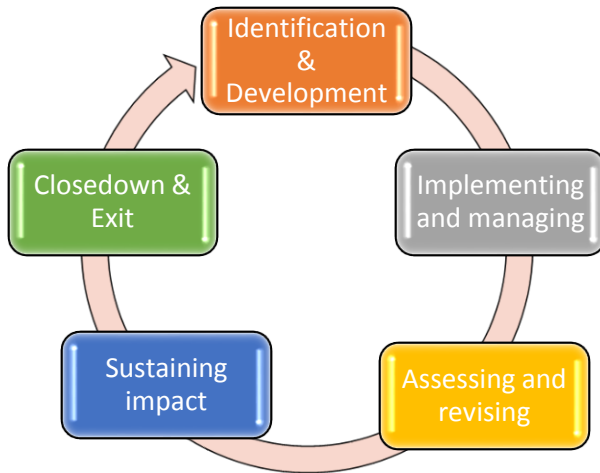 Identification
&
Development
Implementing
and managing
Assessing and
revising
Sustaining
impact
Closedown &
Exit